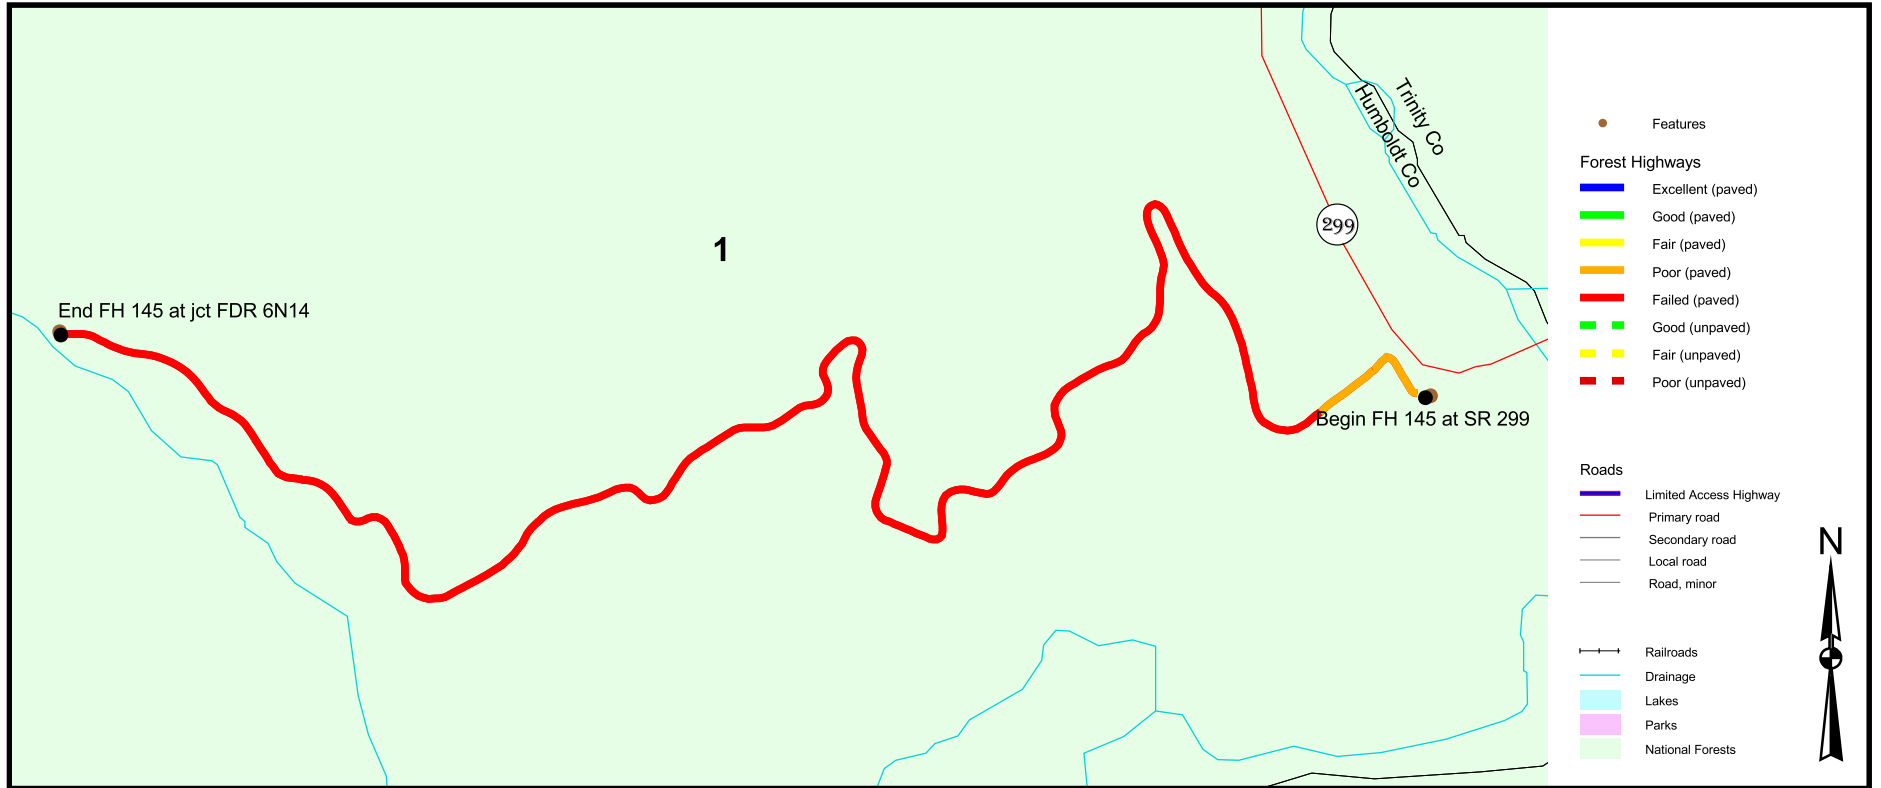 Trinity Co
Humboldt Co
299
1
End FH 145 at jct FDR 6N14
Begin FH 145 at SR 299
Features
Forest Highways
Excellent (paved)
Good (paved)
Fair (paved)
Poor (paved)
Failed (paved)
Good (unpaved)
Fair (unpaved)
Poor (unpaved)
Roads
Limited Access Highway
Primary road
Secondary road
Local road
Road, minor
N
Railroads
Drainage
Lakes
Parks
National Forests